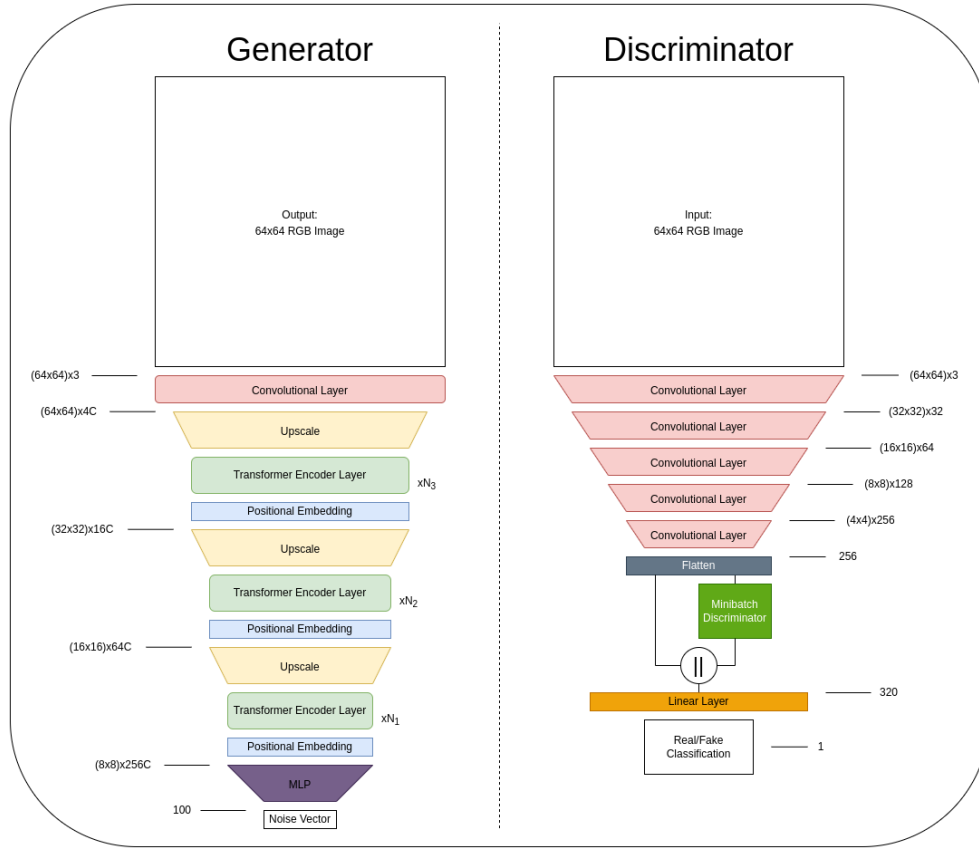 Generator
Output:
64x64 RGB Image
(64x64)x3
Convolutional Layer
(64x64)x4C
Upscale
Transformer Encoder Layer
xN3
Positional Embedding
(32x32)x16C
Upscale
Transformer Encoder Layer
xN2
Positional Embedding
(16x16)x64C
Upscale
Transformer Encoder Layer
xN1
Positional Embedding
(8x8)x256C
MLP
100
Noise Vector
Discriminator
Input:
64x64 RGB Image
(64x64)x3
Convolutional Layer
(32x32)x32
Convolutional Layer
(16x16)x64
Convolutional Layer
(8x8)x128
Convolutional Layer
(4x4)x256
Convolutional Layer
256
Flatten
Minibatch
Discriminator
||
320
Linear Layer
Real/Fake
Classification
1